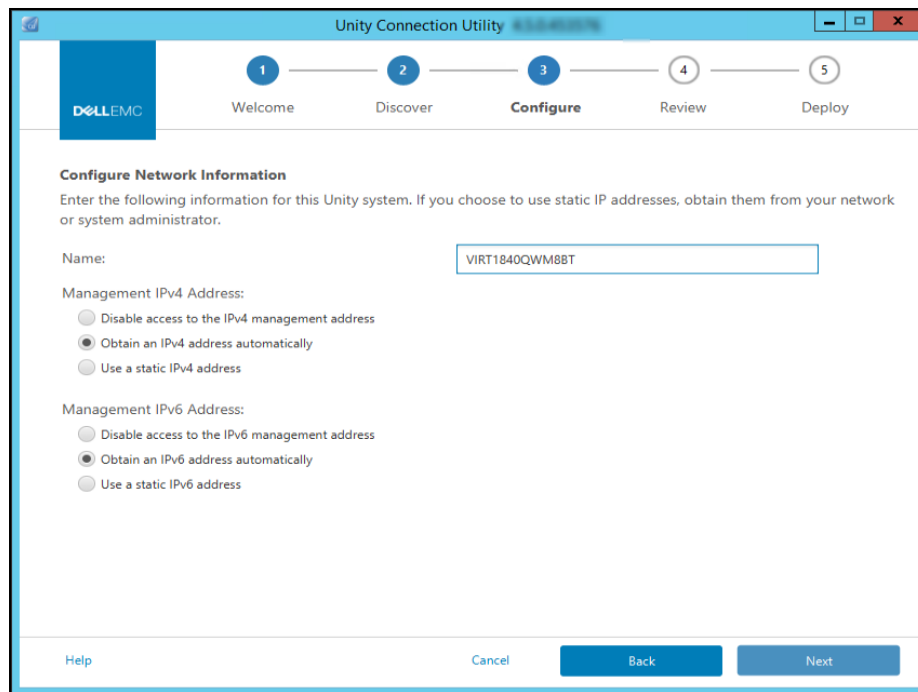 Unity Connection Utility
1 2 3 4 5
DELLEMC Welcome Discover Configure Review Deploy
Configure Network Information
Enter the following information for this Unity system. If you choose to use static IP addresses, obtain them from your network
or system administrator.
Name: VIRT1840QWM8BT
Management IPv4 Address:
Disable access to the IPv4 management address
Obtain an IPv4 address automatically
Use a static IPv4 address
Management IPv6 Address:
Disable access to the IPv6 management address
Obtain an IPv6 address automatically
Use a static IPv6 address
Help Cancel Back Next